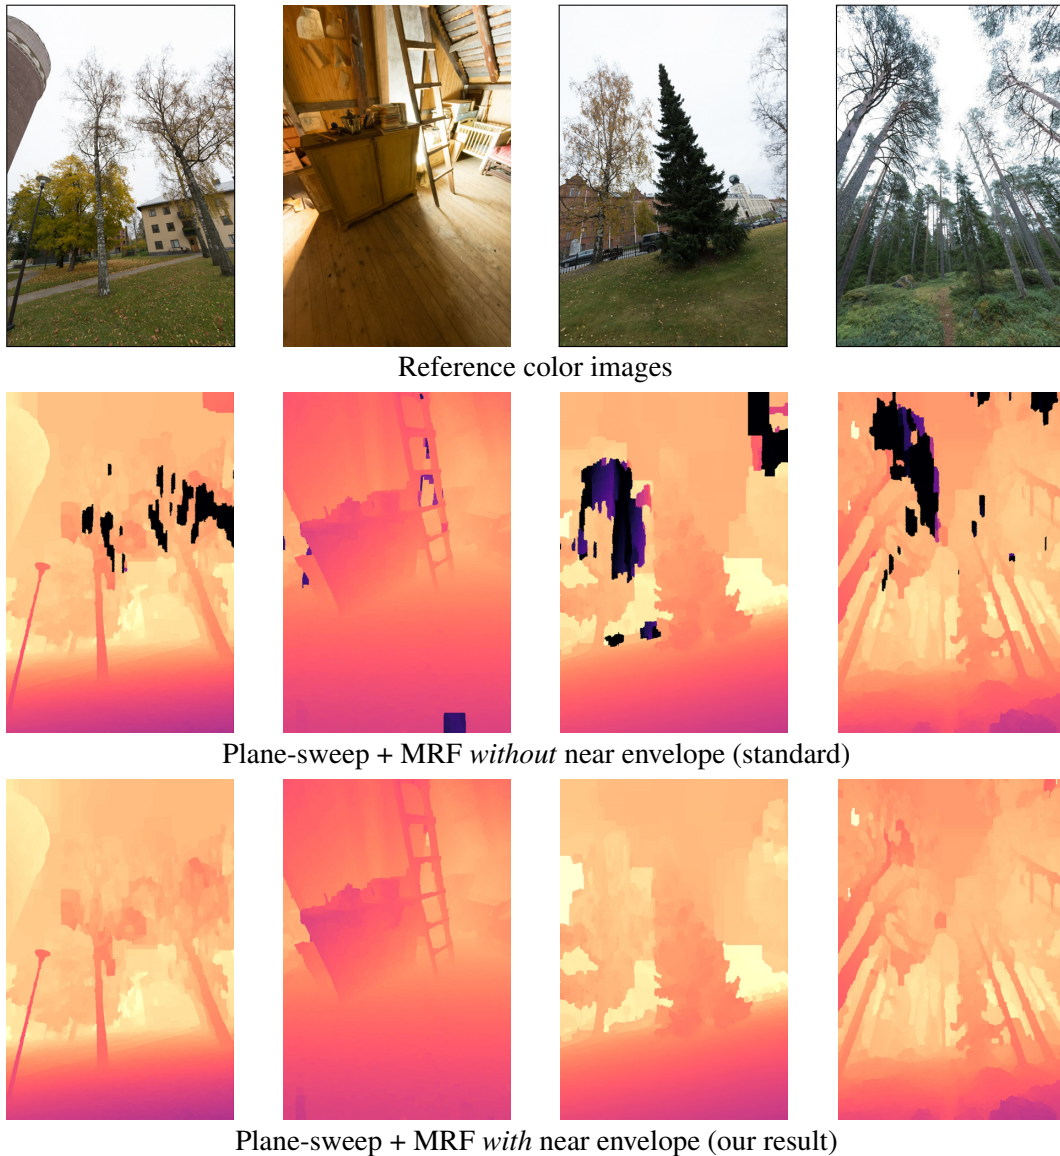 Reference color images
Plane-sweep + MRF without near envelope (standard)
Plane-sweep + MRF with near envelope (our result)